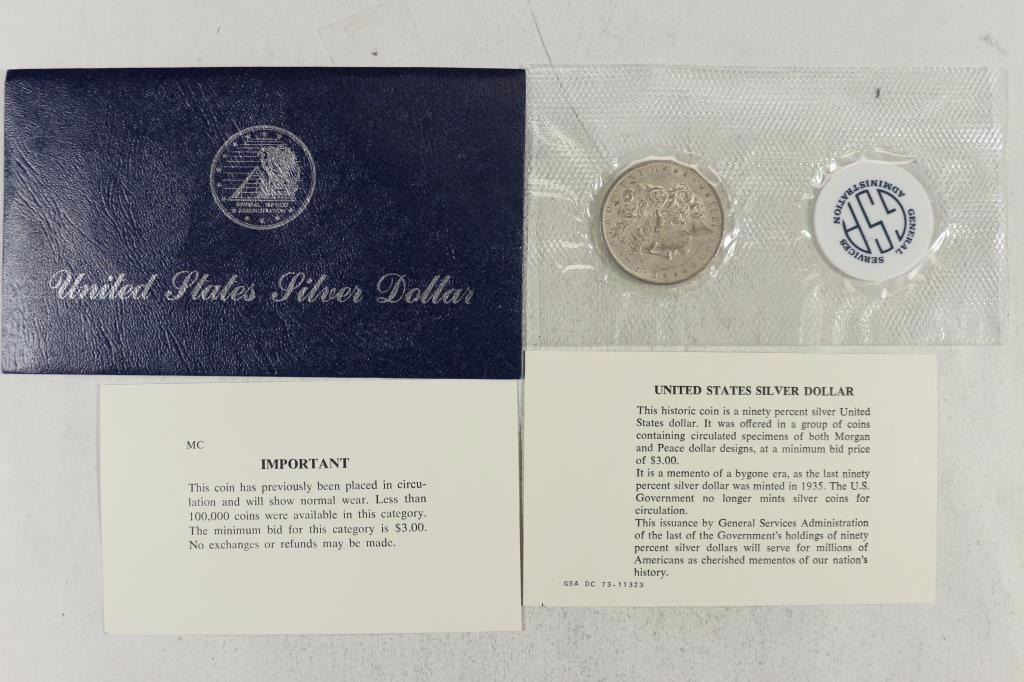 GENERAL SERVICES
ADMINISTRATION
United States Silver Dollar
GENERAL
SERVICES
ADMINISTRATION
GSA
MC
IMPORTANT
This coin has previously been placed in circu-
lation and will show normal wear. Less than
100,000 coins were available in this category.
The minimum bid for this category is $3.00.
No exchanges or refunds may be made.
UNITED STATES SILVER DOLLAR
This historic coin is a ninety percent silver United
States dollar. It was offered in a group of coins
containing circulated specimens of both Morgan
and Peace dollar designs, at a minimum bid price
of $3.00.
It is a memento of a bygone era, as the last ninety
percent silver dollar was minted in 1935. The U.S.
Government no longer mints silver coins for
circulation.
This issuance by General Services Administration
of the last of the Government's holdings of ninety
percent silver dollars will serve for millions of
Americans as cherished mementos of our nation's
history.
GSA DC 73.11323